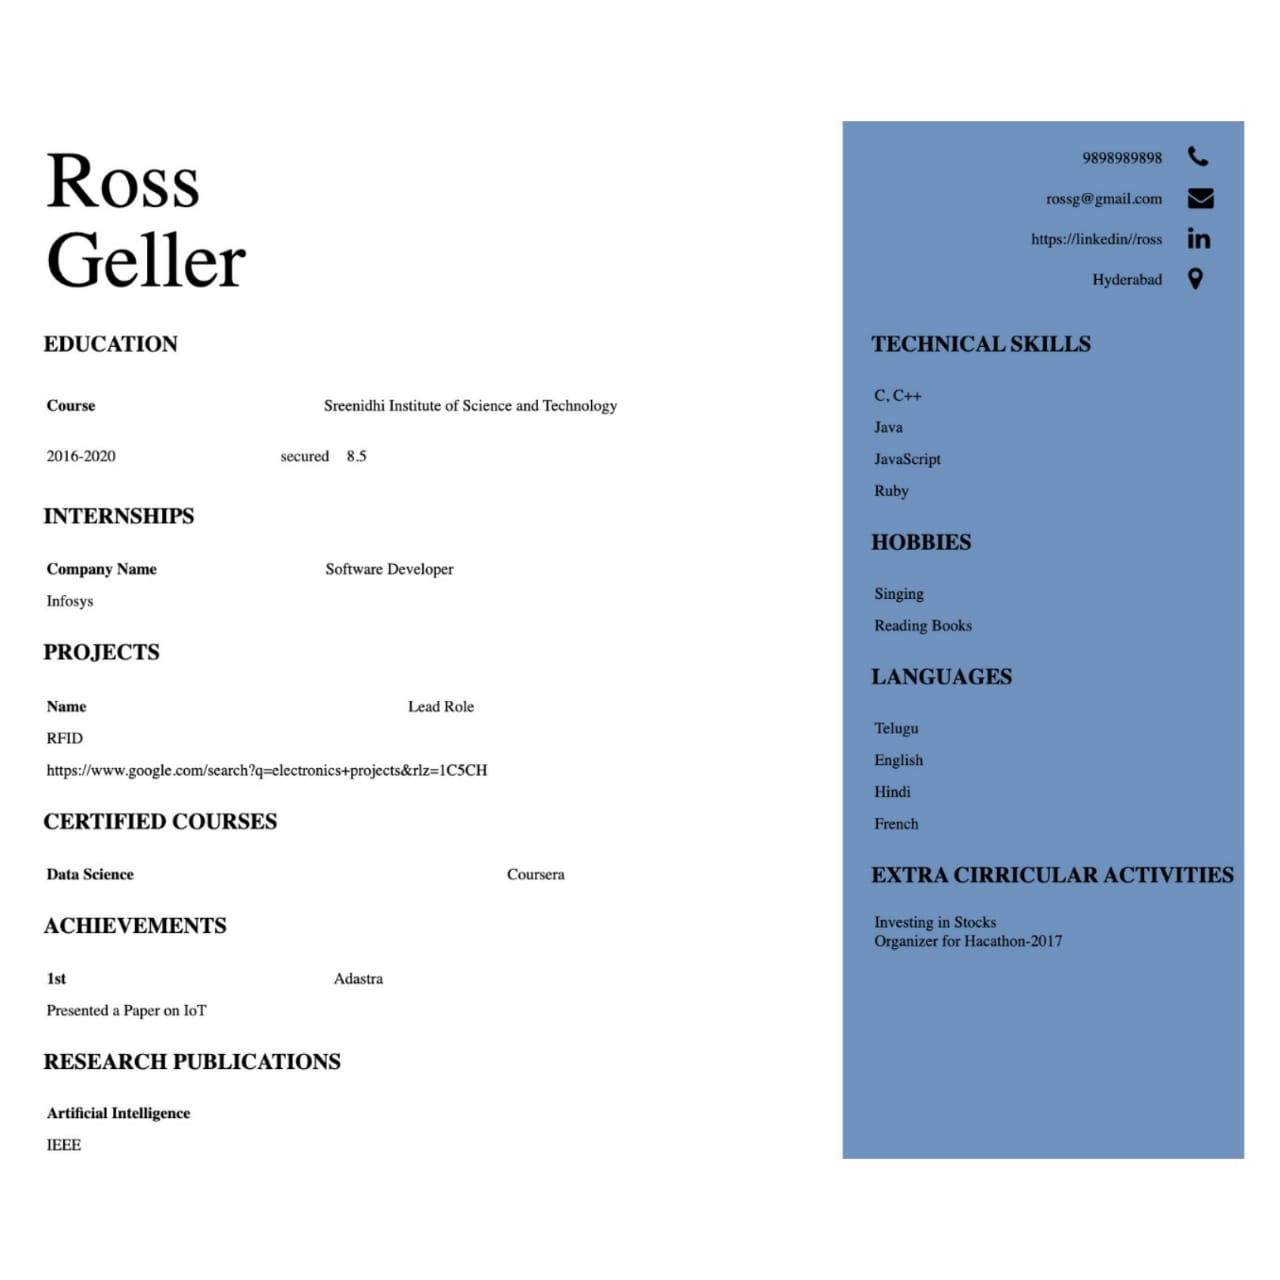 Ross
Geller
EDUCATION
Course Sreenidhi Institute of Science and Technology
2016-2020 secured 8.5
INTERNSHIPS
Company Name Software Developer
Infosys
PROJECTS
Name Lead Role
RFID
https://www.google.com/search?q=electronics+projects&rlz=1C5CH
CERTIFIED COURSES
Data Science Coursera
ACHIEVEMENTS
1st Adastra
Presented a Paper on IoT
RESEARCH PUBLICATIONS
Artificial Intelligence
IEEE
9898989898
rossg@gmail.com
https://linkedin//ross
Hyderabad
TECHNICAL SKILLS
C, C++
Java
JavaScript
Ruby
HOBBIES
Singing
Reading Books
LANGUAGES
Telugu
English
Hindi
French
EXTRA CIRRICULAR ACTIVITIES
Investing in Stocks
Organizer for Hacathon-2017